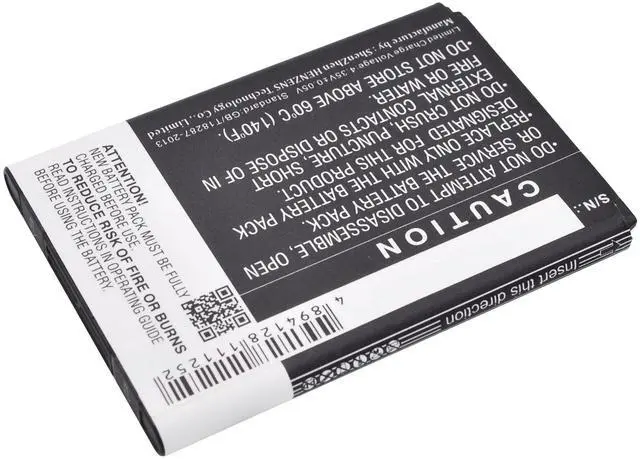 S/N.:
CAUTION
•DO NOT ATTEMPT TO DISASSEMBLE, OPEN
OR SERVICE THE BATTERY PACK.
•REPLACE ONLY WITH THE BATTERY PACK
DESIGNATED FOR THIS PRODUCT.
•DO NOT CRUSH, PUNCTURE, SHORT
EXTERNAL CONTACTS OR DISPOSE OF IN
FIRE OR WATER.
•DO NOT STORE ABOVE 60°C (140°F).
Limited Charge Voltage:4.35V±0.05V Standard:GB/T18287-2013
Manufacture by:ShenZhen HENZENS Technology Co., Limited
ATTENTION:
NEW BATTERY PACK MUST BE FULLY
CHARGED BEFORE USE.
TO REDUCE RISK OF FIRE OR BURNS
READ INSTRUCTIONS IN OPERATING GUIDE
BEFORE USING THE BATTERY.
4894128111252
Insert this direction